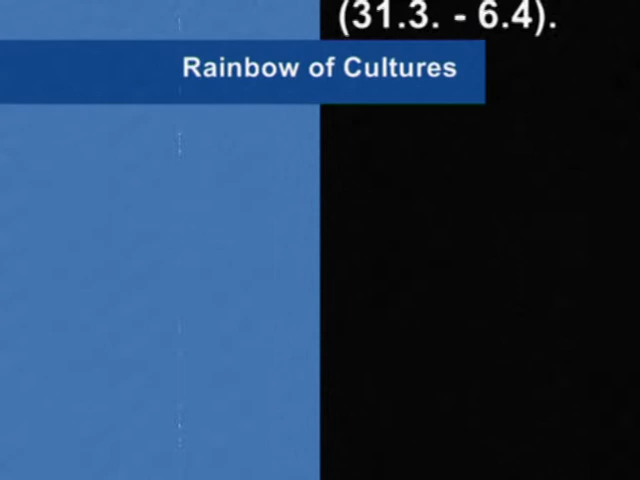 (31.3. - 6.4).
Rainbow of Cultures